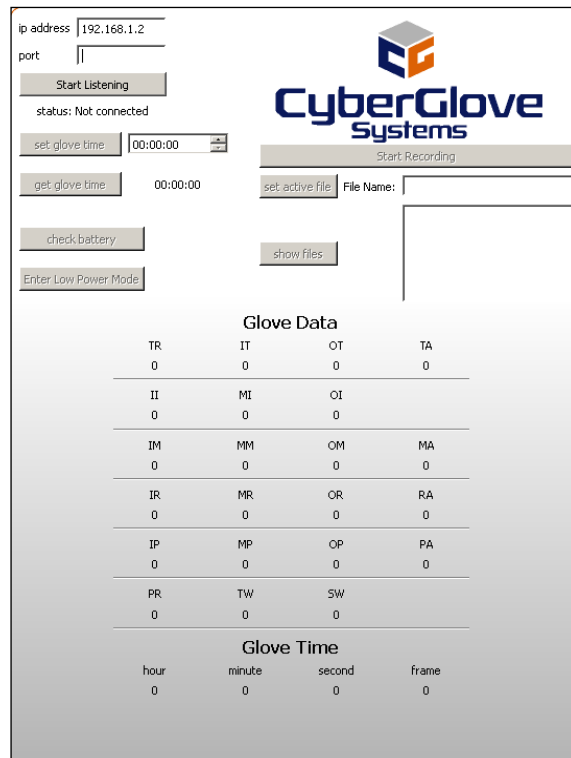 ip address 192.168.1.2
port
Start Listening
status: Not connected
set glove time 00:00:00
get glove time 00:00:00
check battery
Enter Low Power Mode
CG
CyberGlove
Systems
Start Recording
set active file File Name:
show files
Glove Data
TR IT OT TA
0 0 0 0
II MI OI
0 0 0
IM MM OM MA
0 0 0 0
IR MR OR RA
0 0 0 0
IP MP OP PA
0 0 0 0
PR TW SW
0 0 0
Glove Time
hour minute second frame
0 0 0 0